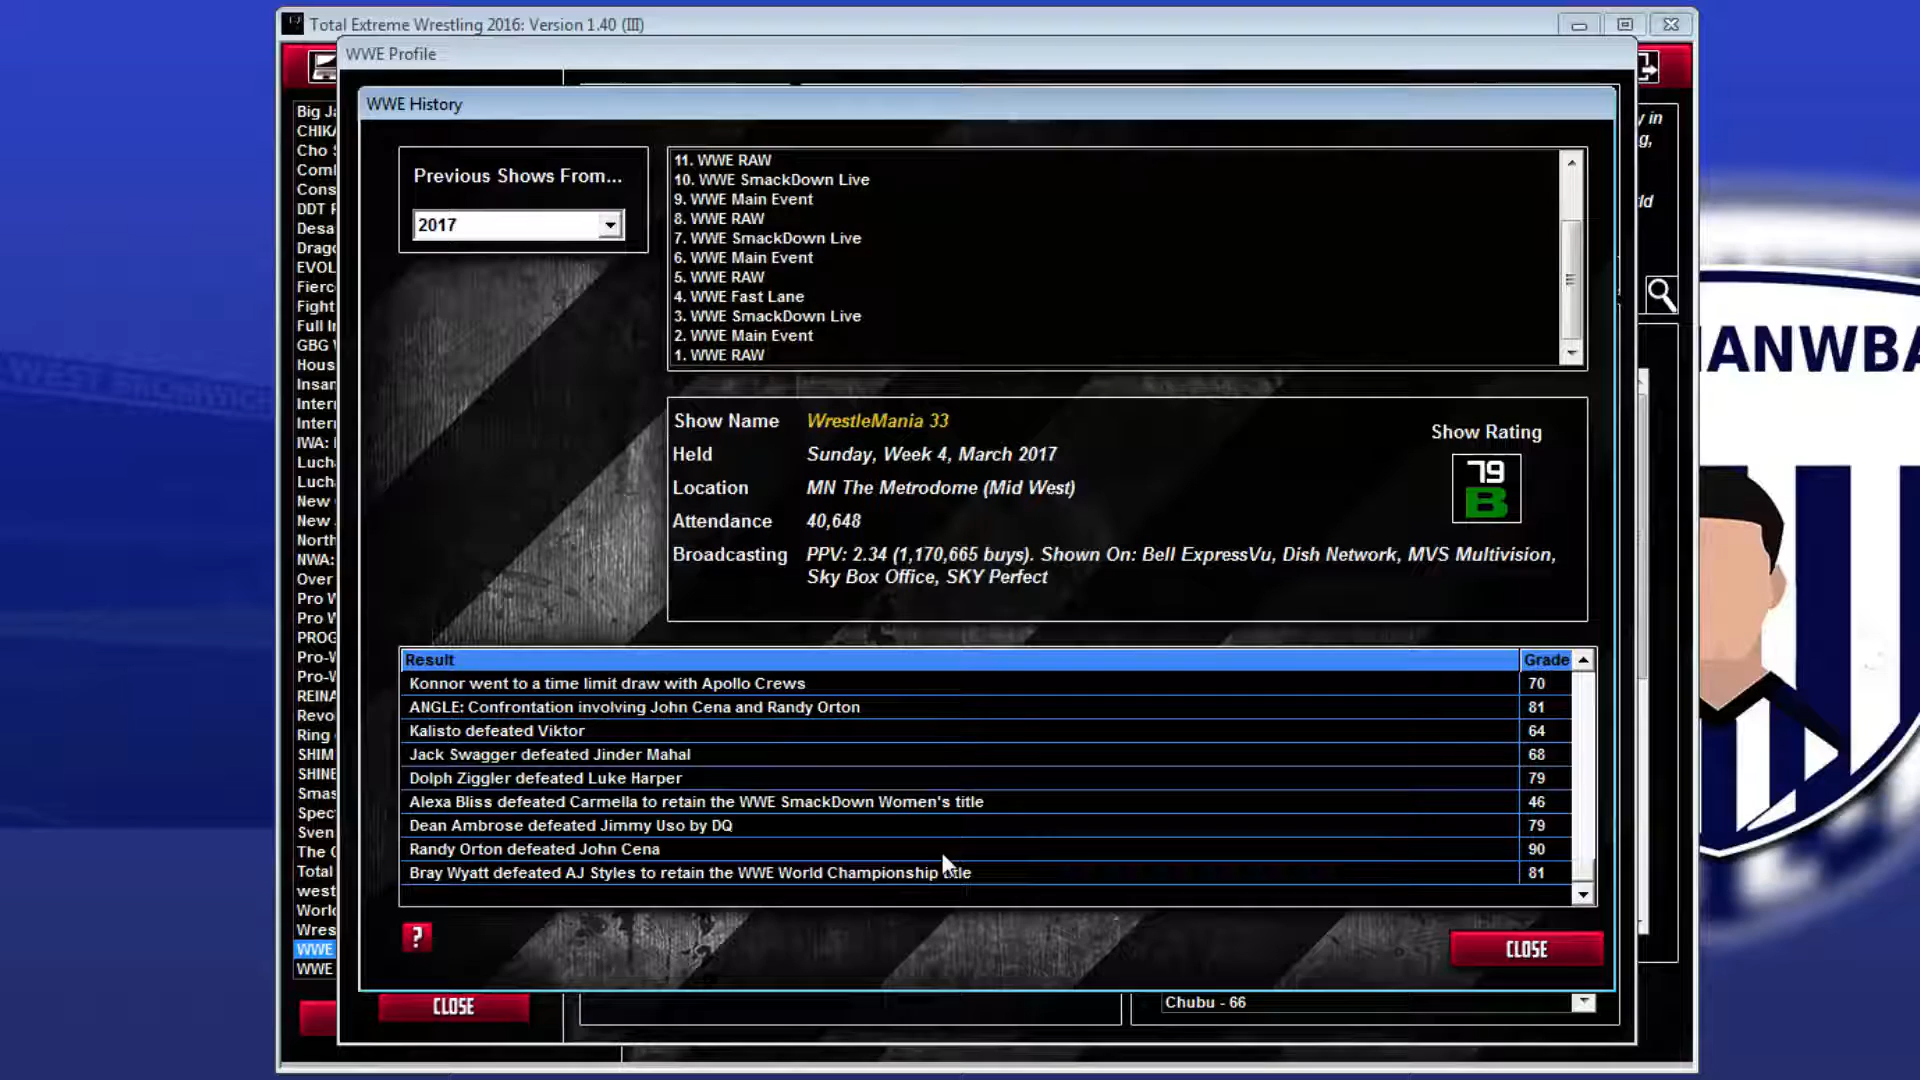 Total Extreme Wrestling 2016: Version 1.40 (III)
WWE Profile
WWE History
Previous Shows From...
2017
11. WWE RAW
10. WWE SmackDown Live
9. WWE Main Event
8. WWE RAW
7. WWE SmackDown Live
6. WWE Main Event
5. WWE RAW
4. WWE Fast Lane
3. WWE SmackDown Live
2. WWE Main Event
1. WWE RAW
Show Name WrestleMania 33
Held Sunday, Week 4, March 2017
Location MN The Metrodome (Mid West)
Attendance 40,648
Broadcasting PPV: 2.34 (1,170,665 buys). Shown On: Bell ExpressVu, Dish Network, MVS Multivision,
Sky Box Office, SKY Perfect
Show Rating
79
B
Result Grade
Konnor went to a time limit draw with Apollo Crews 70
ANGLE: Confrontation involving John Cena and Randy Orton 81
Kalisto defeated Viktor 64
Jack Swagger defeated Jinder Mahal 68
Dolph Ziggler defeated Luke Harper 79
Alexa Bliss defeated Carmella to retain the WWE SmackDown Women's title 46
Dean Ambrose defeated Jimmy Uso by DQ 79
Randy Orton defeated John Cena 90
Bray Wyatt defeated AJ Styles to retain the WWE World Championship title 81
?
CLOSE
CLOSE
Chubu - 66
Big Ja
CHIKA
Cho S
Com
Cons
DDT F
Desa
Drago
EVOL
Fierc
Fight
Full I
GBG W
Hous
Insan
Inter
Inter
IWA:
Luch
Luch
New
New
North
NWA:
Over
Pro W
Pro W
PROG
Pro-W
Pro-W
REINA
Revo
Ring
SHIM
SHINE
Smas
Spec
Sven
The C
Total
west
World
Wres
WWE
WWE
y in
g,
ld
IANWBA
WEST BROMWICH